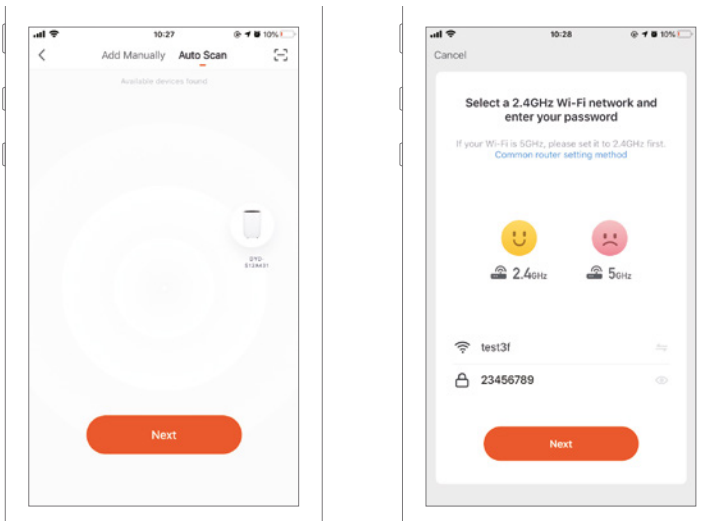 10:27
10%
Add Manually Auto Scan
Available devices found
Next
10:28
10%
Cancel
Select a 2.4GHz Wi-Fi network and
enter your password
If your Wi-Fi is 5GHz, please set it to 2.4GHz first.
Common router setting method
2.4GHz 5GHz
test3f
23456789
Next